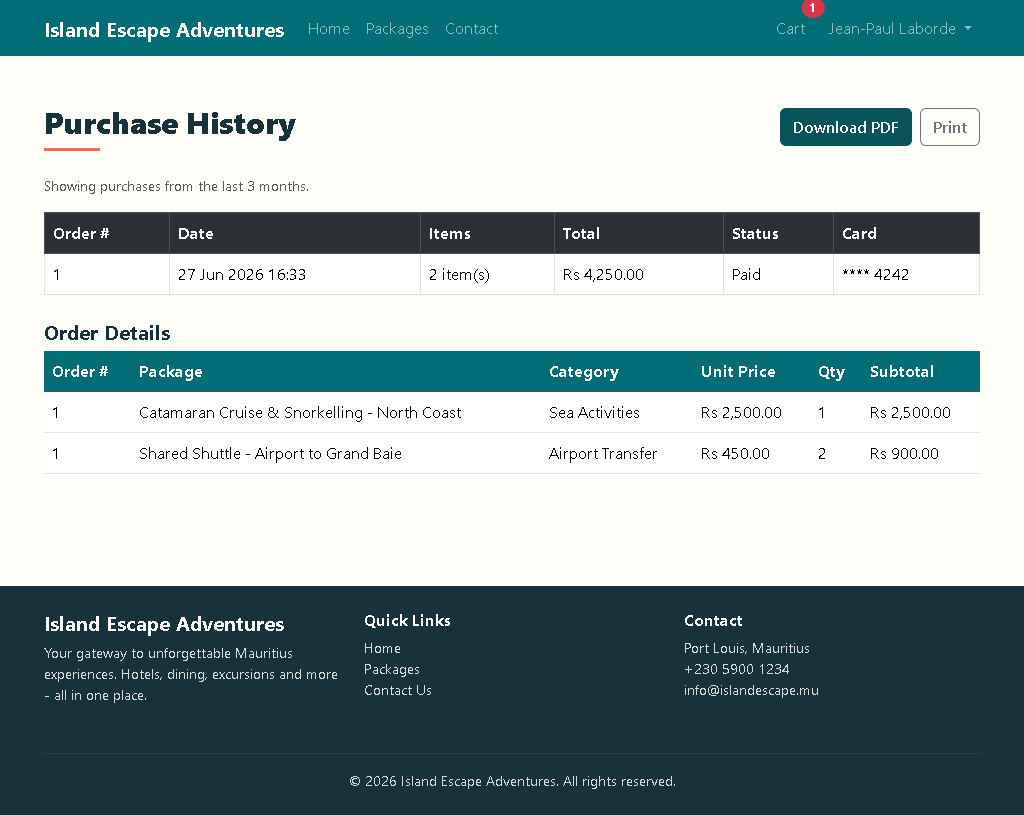 Island Escape Adventures Home Packages Contact Cart 1 Jean-Paul Laborde
Purchase History
Download PDF Print
Showing purchases from the last 3 months.
Order # Date Items Total Status Card
1 27 Jun 2026 16:33 2 item(s) Rs 4,250.00 Paid **** 4242
Order Details
Order # Package Category Unit Price Qty Subtotal
1 Catamaran Cruise & Snorkelling - North Coast Sea Activities Rs 2,500.00 1 Rs 2,500.00
1 Shared Shuttle - Airport to Grand Baie Airport Transfer Rs 450.00 2 Rs 900.00
Island Escape Adventures
Your gateway to unforgettable Mauritius
experiences. Hotels, dining, excursions and more
- all in one place.
Quick Links
Home
Packages
Contact Us
Contact
Port Louis, Mauritius
+230 5900 1234
info@islandescape.mu
© 2026 Island Escape Adventures. All rights reserved.